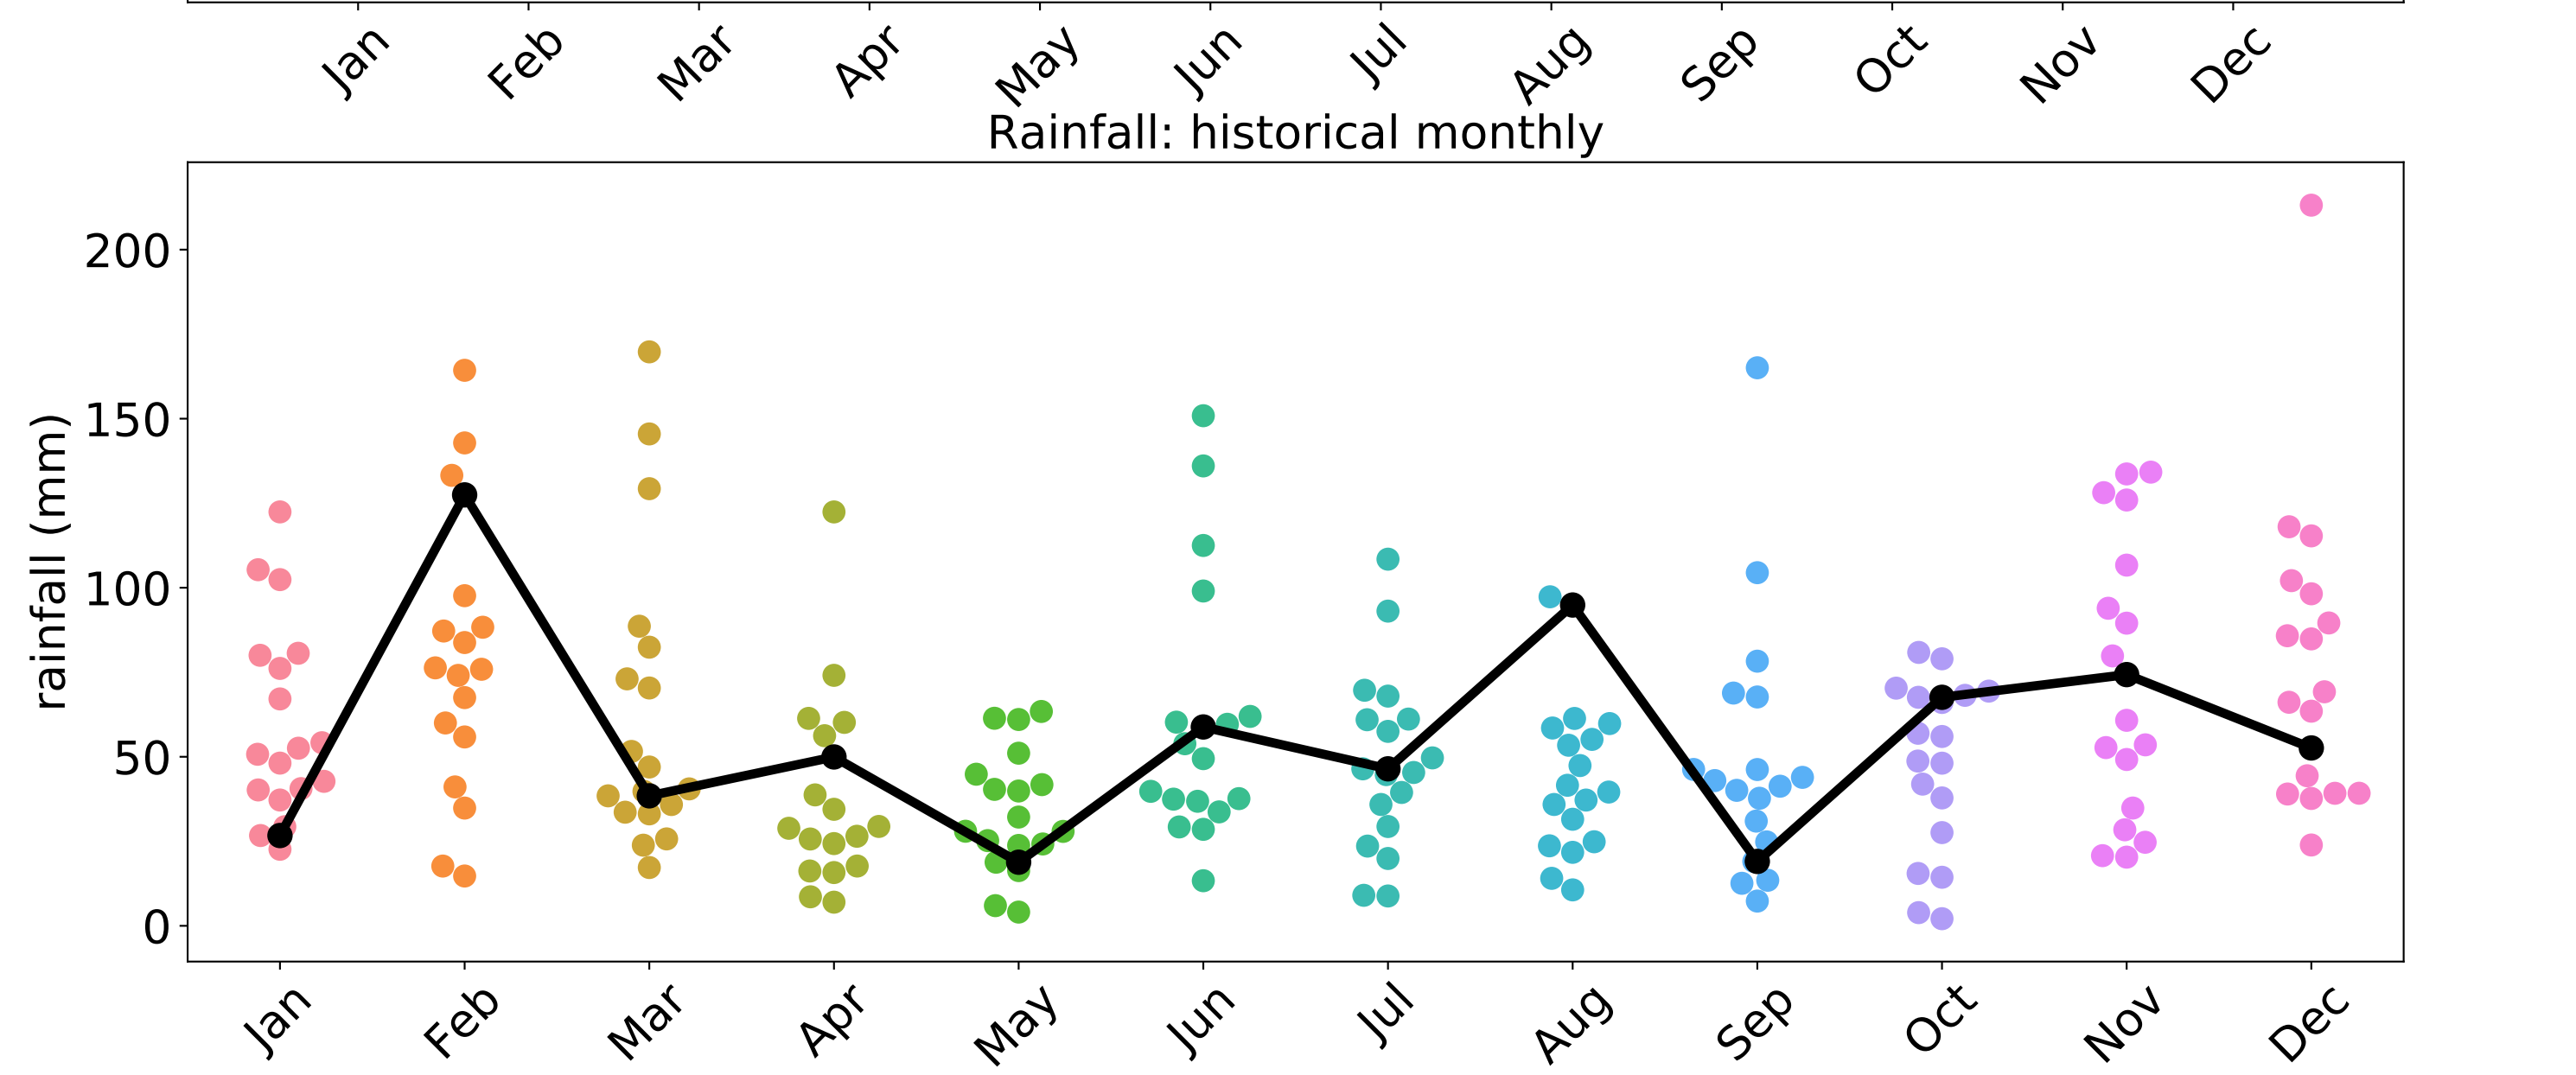 Jan Feb Mar Apr May Jun Jul Aug Sep Oct Nov Dec
Rainfall: historical monthly
rainfall (mm)
200
150
100
50
0
Jan Feb Mar Apr May Jun Jul Aug Sep Oct Nov Dec